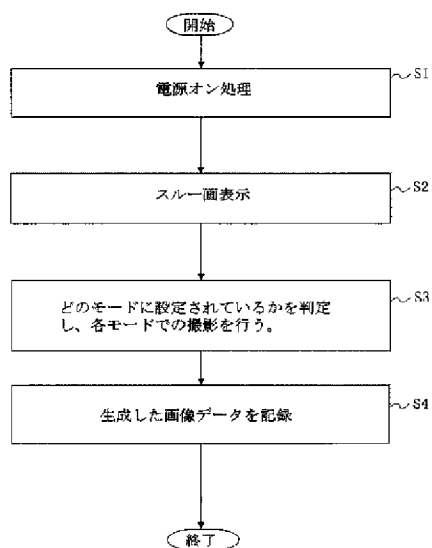 開始
電源オン処理
S1
スルー画表示
S2
どのモードに設定されているかを判定
し、各モードでの撮影を行う。
S3
生成した画像データを記録
S4
終了